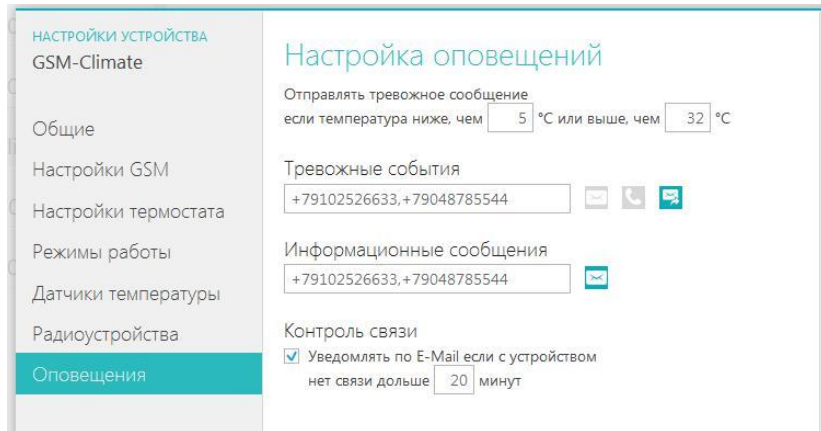 НАСТРОЙКИ УСТРОЙСТВА
GSM-Climate
Общие
Настройки GSM
Настройки термостата
Режимы работы
Датчики температуры
Радиоустройства
Оповещения
Настройка оповещений
Отправлять тревожное сообщение
если температура ниже, чем 5 °C или выше, чем 32 °C
Тревожные события
+79102526633,+79048785544
Информационные сообщения
+79102526633,+79048785544
Контроль связи
Уведомлять по E-Mail если с устройством
нет связи дольше 20 минут